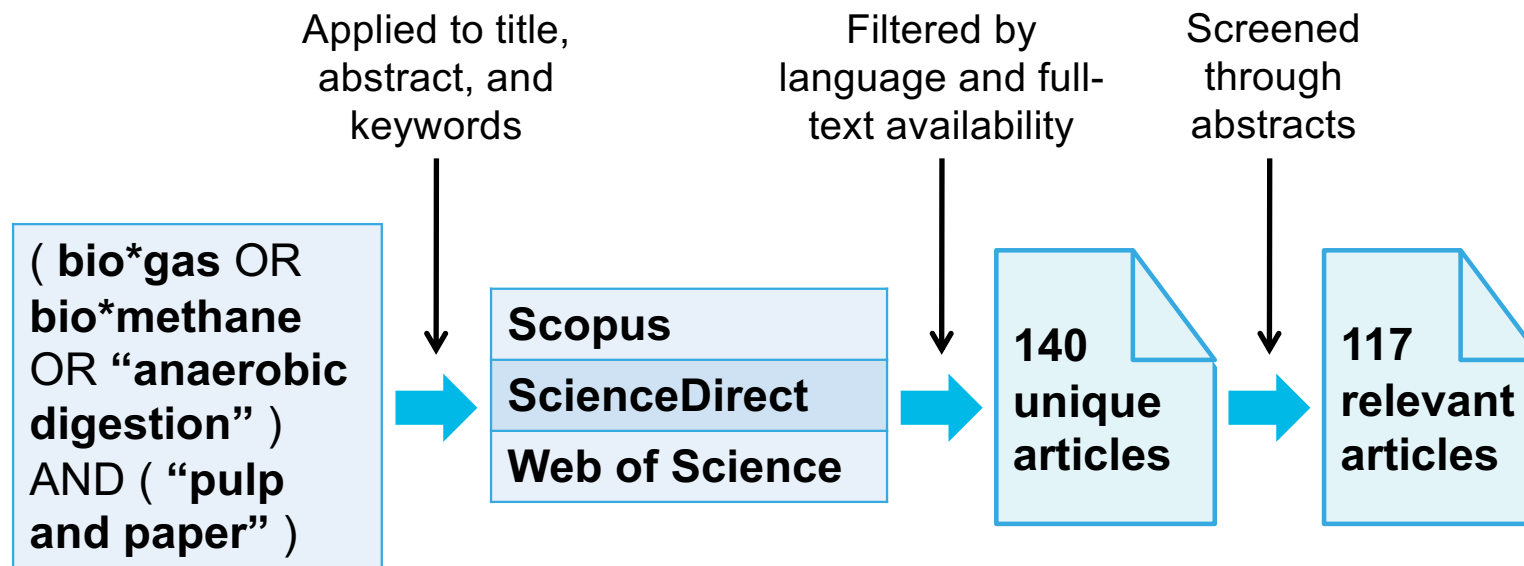 Applied to title,
abstract, and
keywords
Filtered by
language and full-
text availability
Screened
through
abstracts
( bio*gas OR
bio*methane
OR “anaerobic
digestion” )
AND ( “pulp
and paper” )
Scopus
ScienceDirect
Web of Science
140
unique
articles
117
relevant
articles